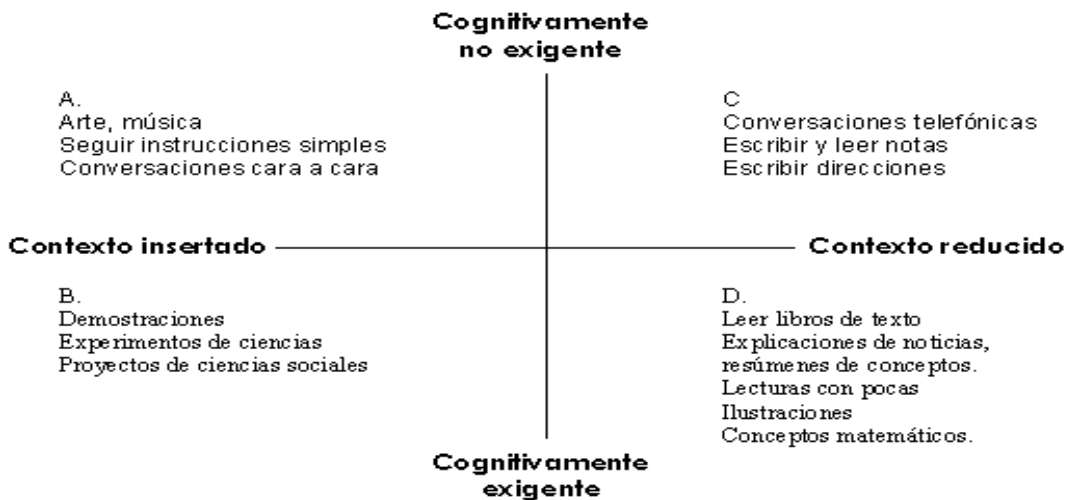 Cognitivamente
no exigente
A.
Arte, música
Seguir instrucciones simples
Conversaciones cara a cara
C
Conversaciones telefónicas
Escribir y leer notas
Escribir direcciones
Contexto insertado
Contexto reducido
B.
Demostraciones
Experimentos de ciencias
Proyectos de ciencias sociales
D.
Leer libros de texto
Explicaciones de noticias,
resúmenes de conceptos.
Lecturas con pocas
Ilustraciones
Conceptos matemáticos.
Cognitivamente
exigente